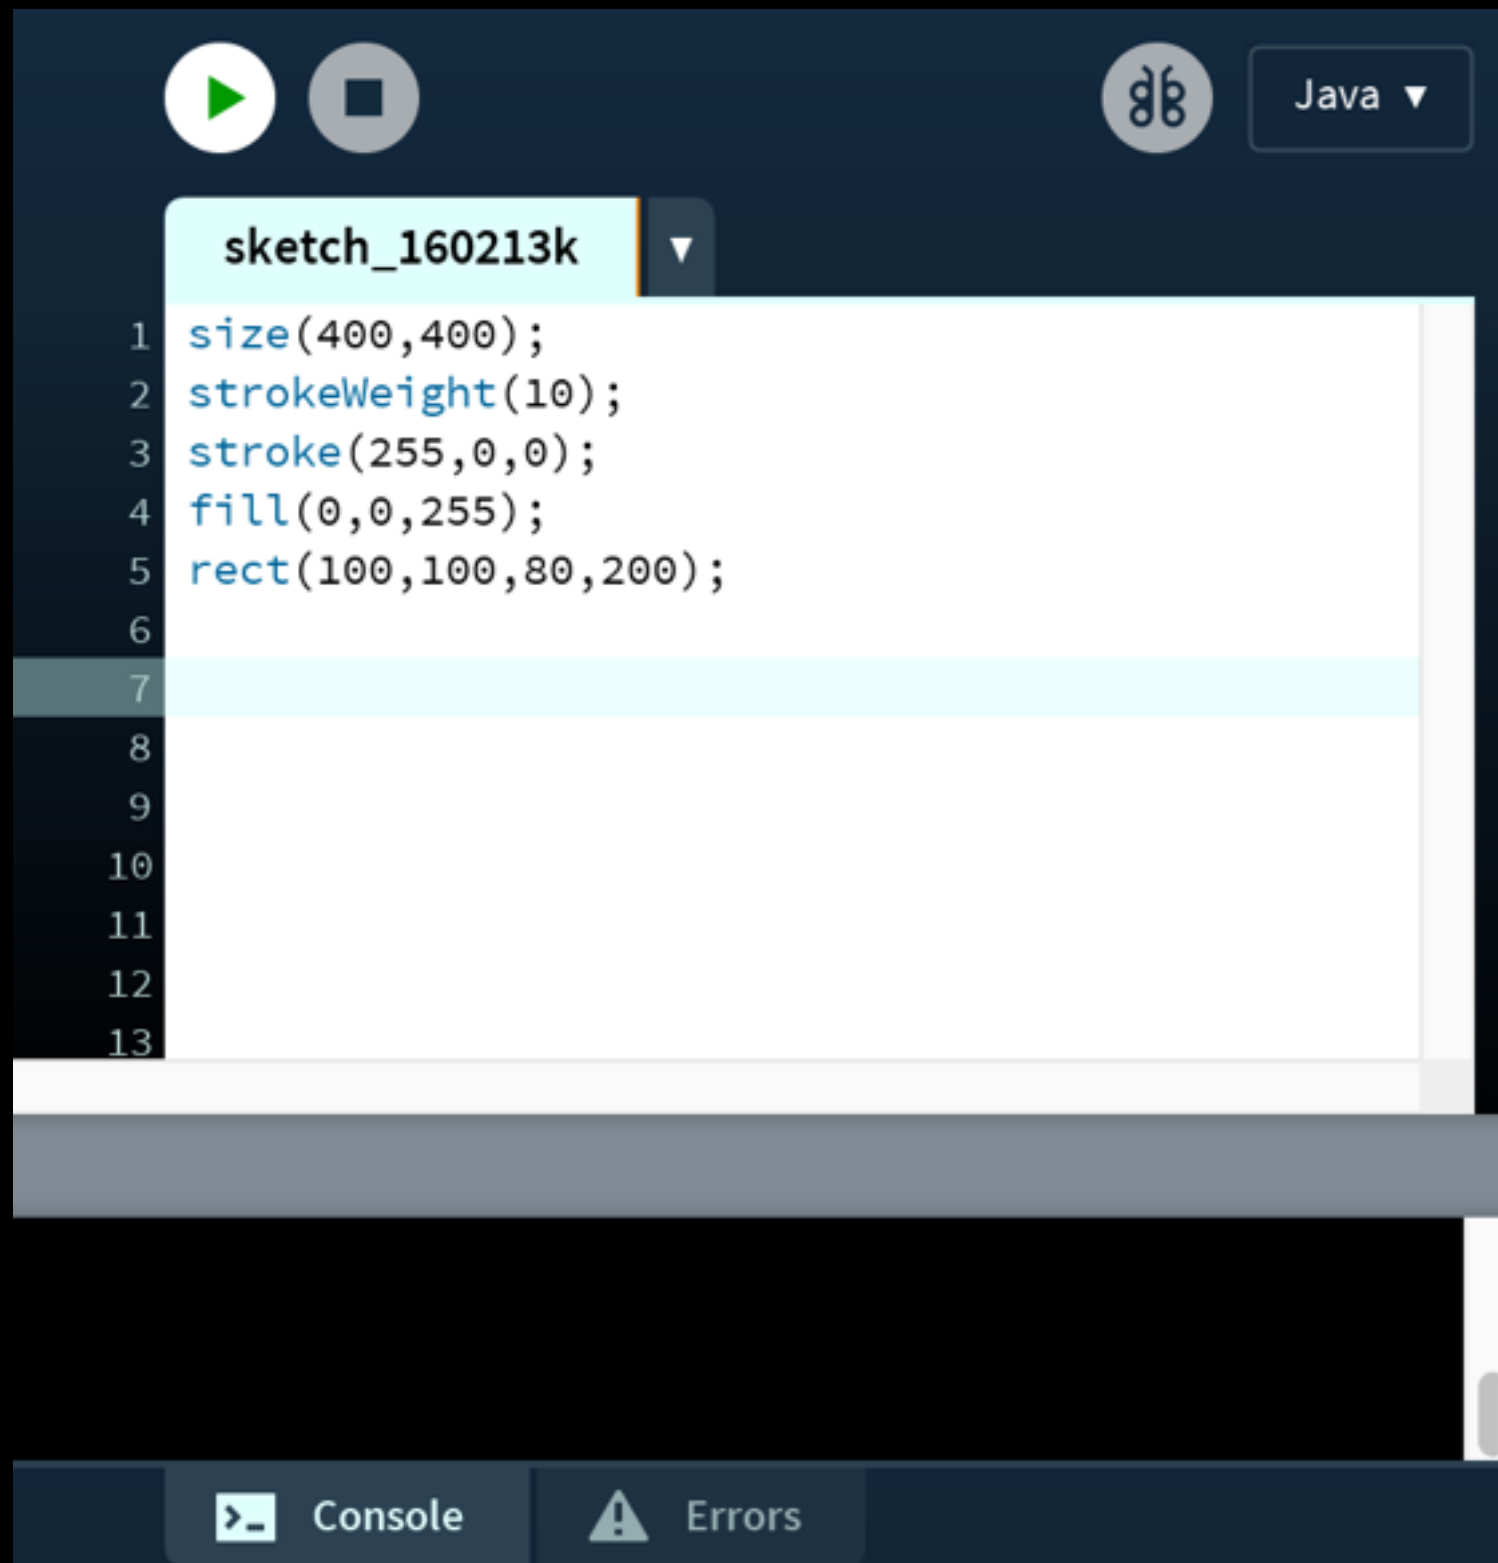 Java ▼
sketch_160213k ▼
1 size(400,400);
2 strokeWeight(10);
3 stroke(255,0,0);
4 fill(0,0,255);
5 rect(100,100,80,200);
6
7
8
9
10
11
12
13
>_ Console
Errors